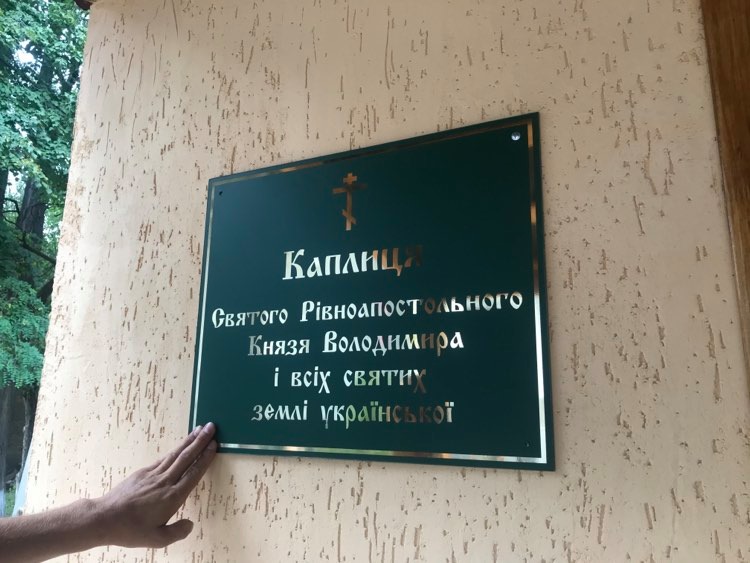 Каплиця
Святого Рівноапостольного
Князя Володимира
і всіх святих
землі української